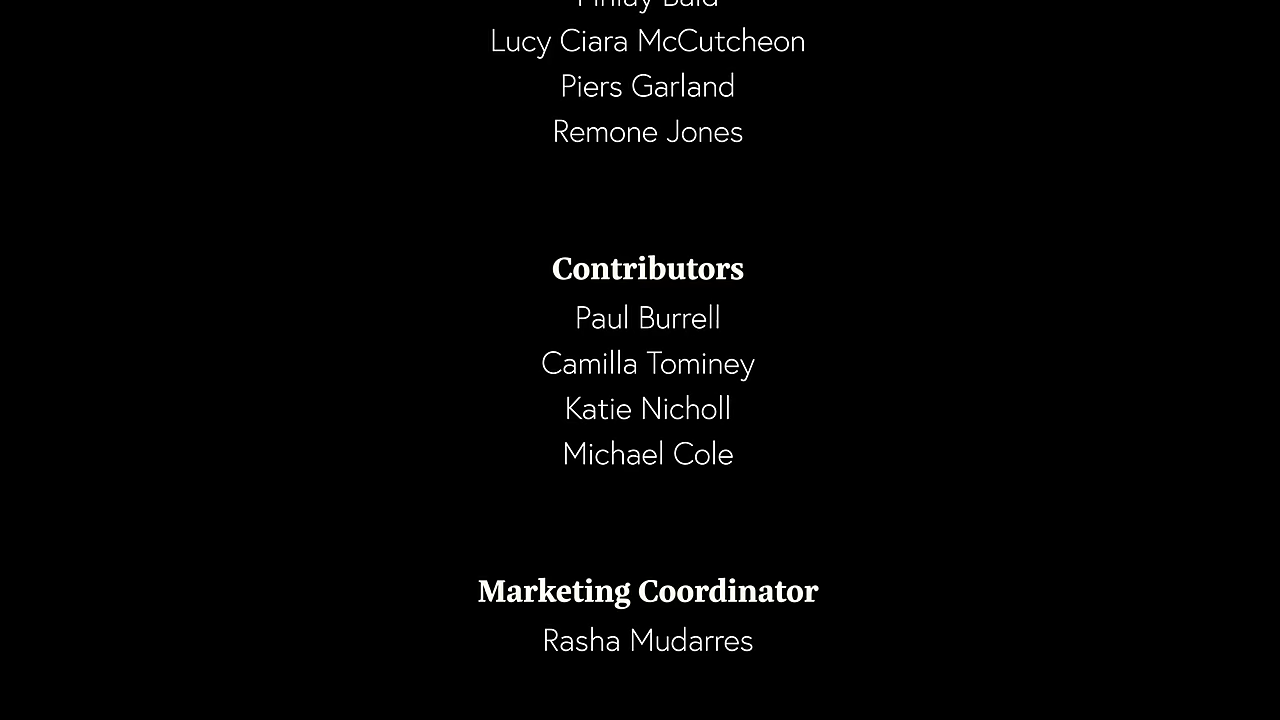 Lucy Ciara McCutcheon
Piers Garland
Remone Jones
Contributors
Paul Burrell
Camilla Tominey
Katie Nicholl
Michael Cole
Marketing Coordinator
Rasha Mudarres